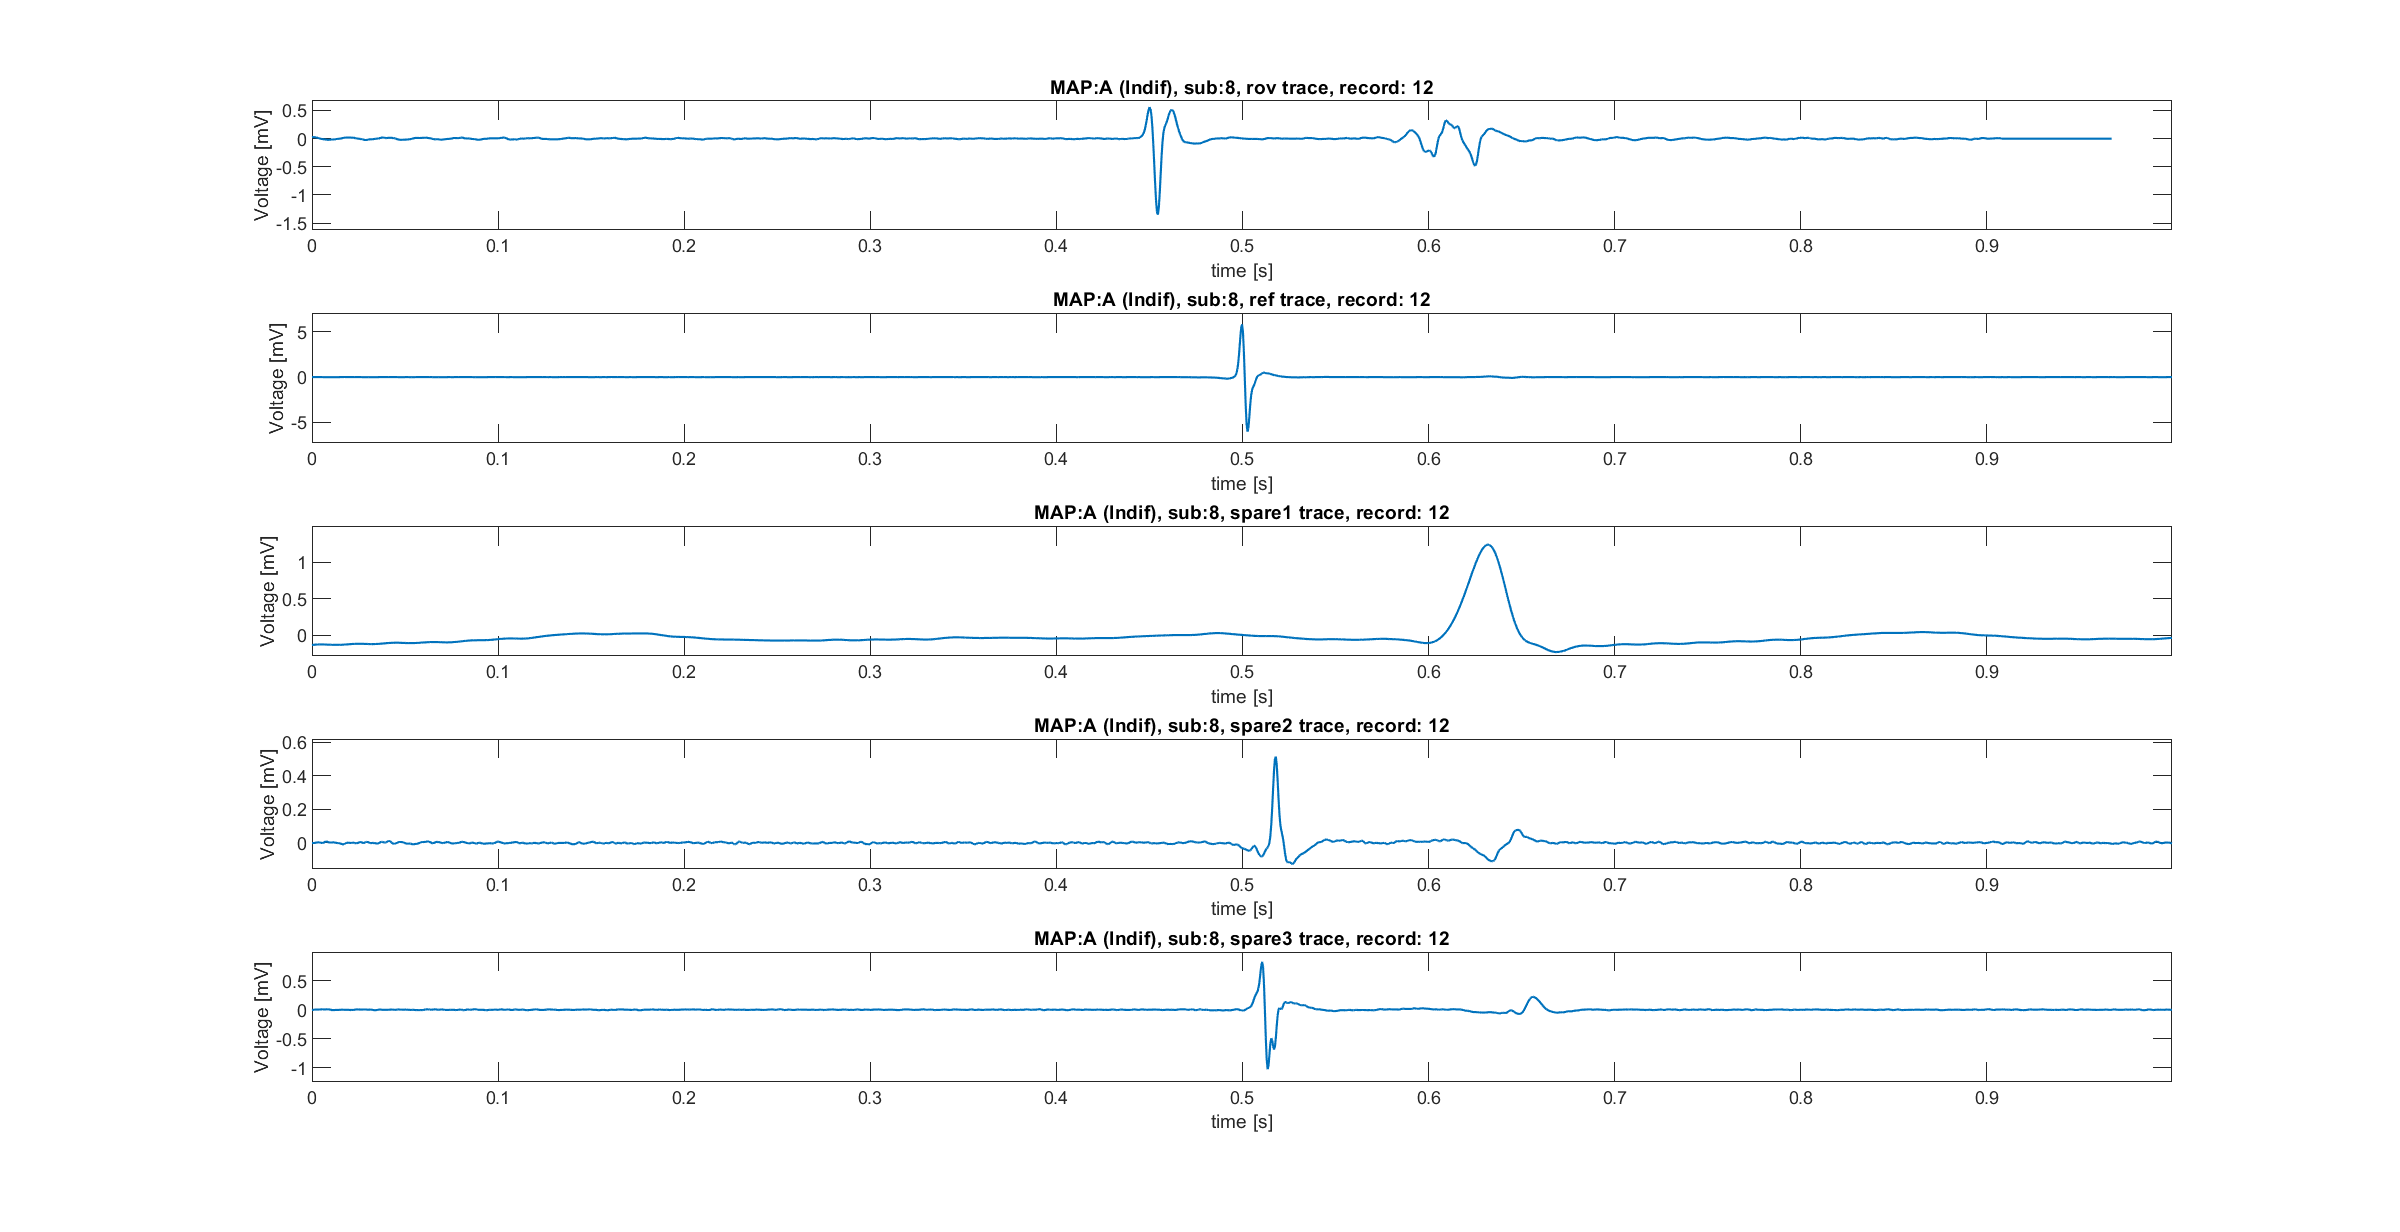 MAP:A (Indif), sub:8, rov trace, record: 12
Voltage [mV]
0.5
0
-0.5
-1
-1.5
0 0.1 0.2 0.3 0.4 0.5 0.6 0.7 0.8 0.9
time [s]
MAP:A (Indif), sub:8, ref trace, record: 12
Voltage [mV]
5
0
-5
0 0.1 0.2 0.3 0.4 0.5 0.6 0.7 0.8 0.9
time [s]
MAP:A (Indif), sub:8, spare1 trace, record: 12
Voltage [mV]
1
0.5
0
0 0.1 0.2 0.3 0.4 0.5 0.6 0.7 0.8 0.9
time [s]
MAP:A (Indif), sub:8, spare2 trace, record: 12
Voltage [mV]
0.6
0.4
0.2
0
0 0.1 0.2 0.3 0.4 0.5 0.6 0.7 0.8 0.9
time [s]
MAP:A (Indif), sub:8, spare3 trace, record: 12
Voltage [mV]
0.5
0
-0.5
-1
0 0.1 0.2 0.3 0.4 0.5 0.6 0.7 0.8 0.9
time [s]